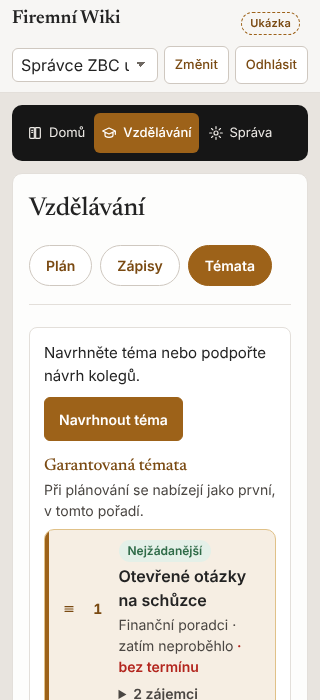 Firemní Wiki
Ukázka
Správce ZBC
Změnit
Odhlásit
Domů
Vzdělávání
Správa
Vzdělávání
Plán
Zápisy
Témata
Navrhněte téma nebo podpořte
návrh kolegů.
Navrhnout téma
Garantovaná témata
Při plánování se nabízejí jako první,
v tomto pořadí.
Nejžádanější
1
Otevřené otázky
na schůzce
Finanční poradci ·
zatím neproběhlo ·
bez termínu
2 zájemci